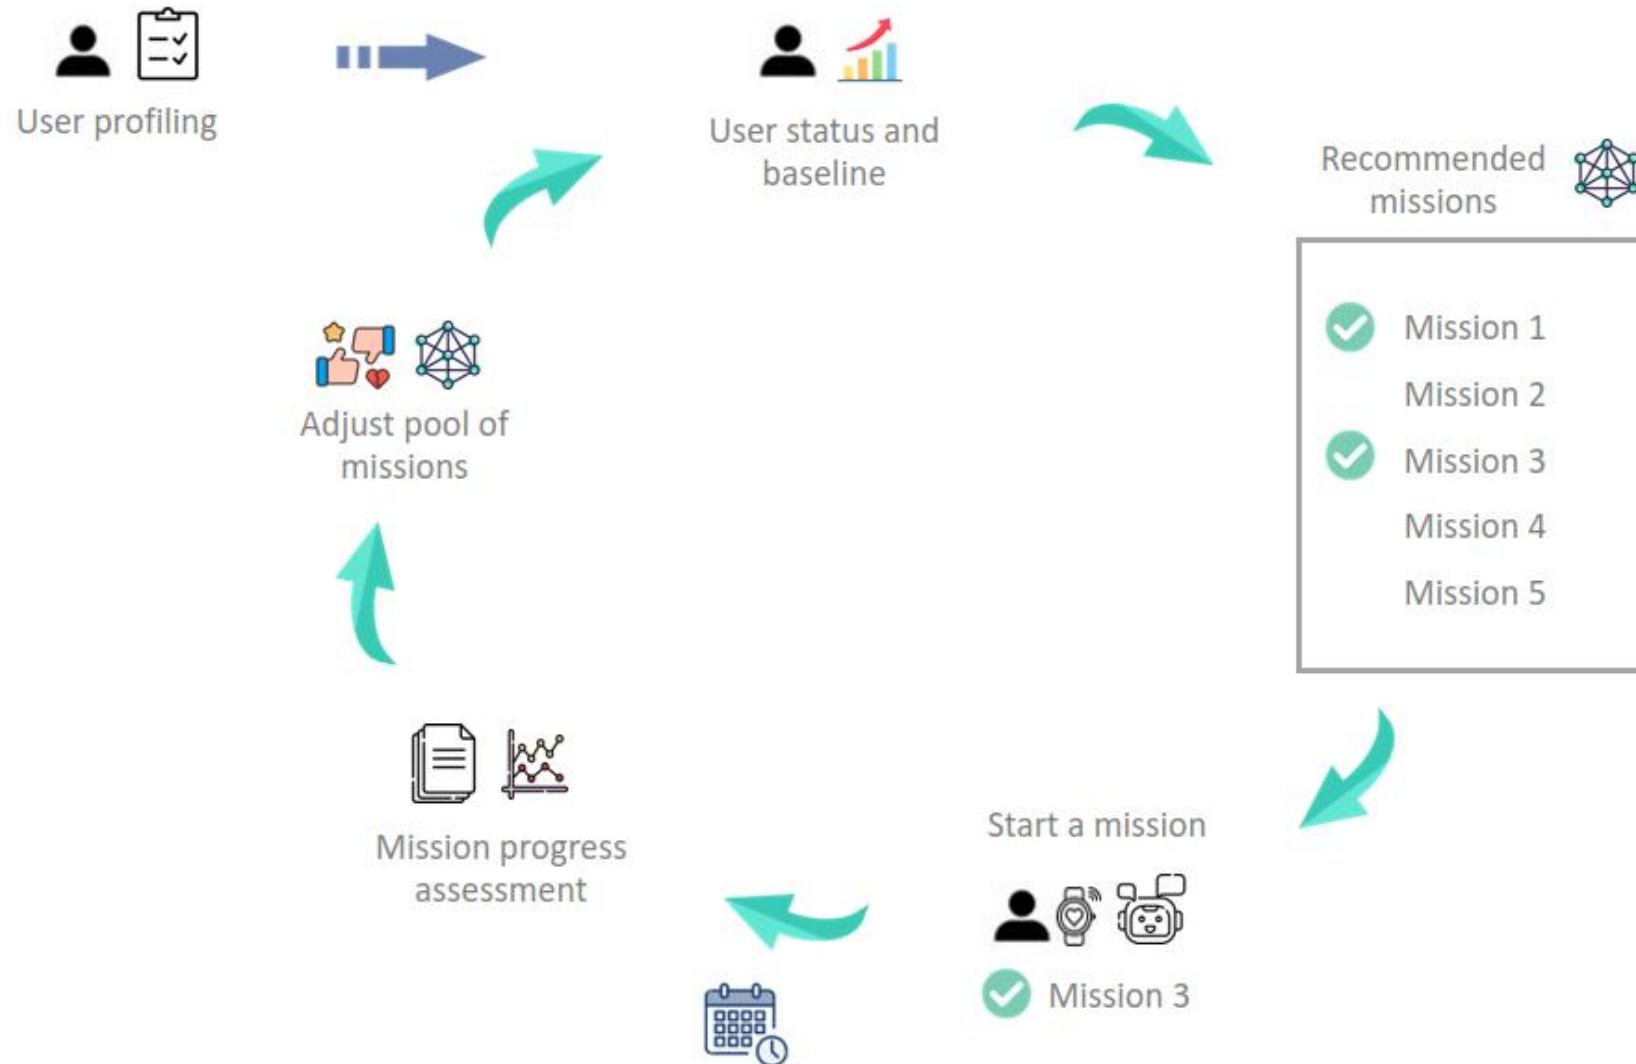 User profiling
User status and
baseline
Recommended
missions
Mission 1
Mission 2
Mission 3
Mission 4
Mission 5
Adjust pool of
missions
Mission progress
assessment
Start a mission
Mission 3